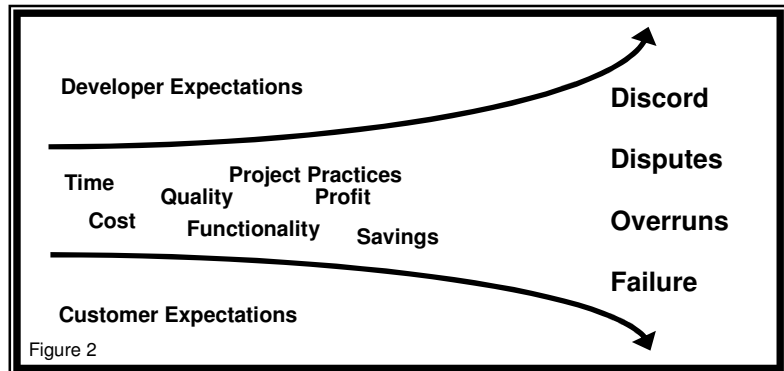 Developer Expectations
Discord
Disputes
Overruns
Failure
Time
Project Practices
Quality
Profit
Cost
Functionality
Savings
Customer Expectations
Figure 2